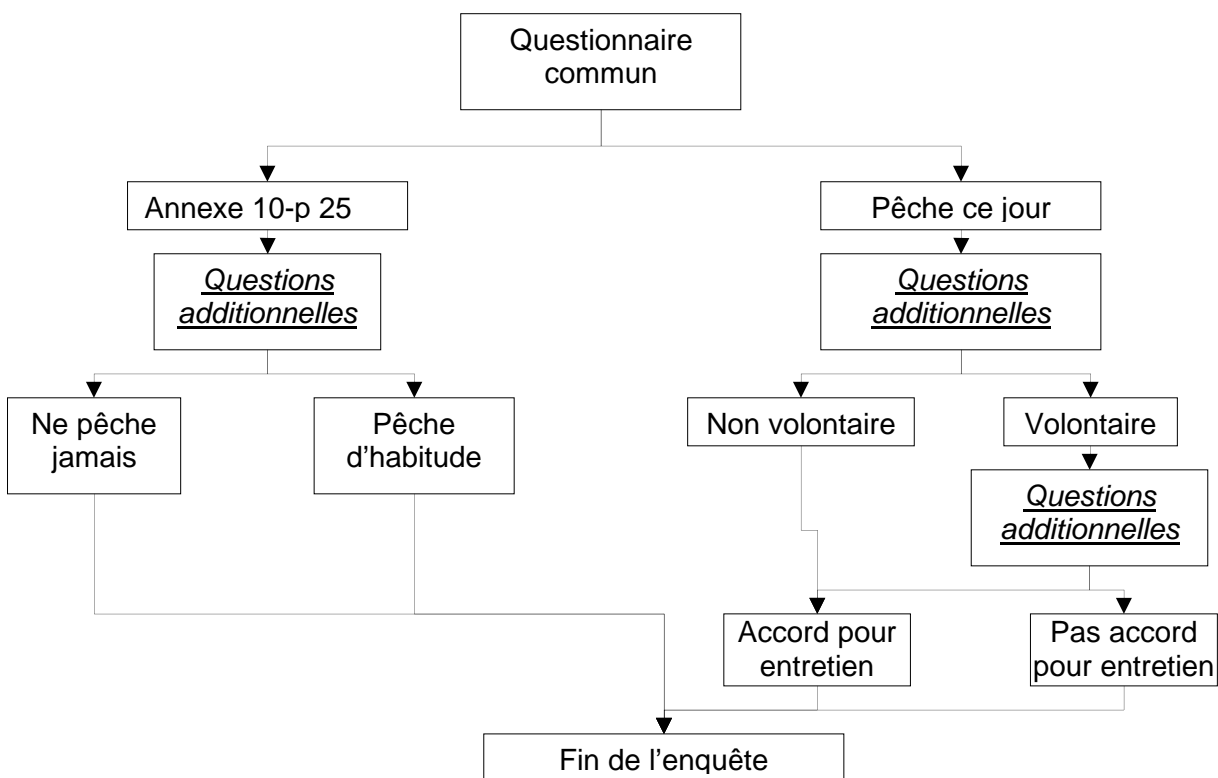 Questionnaire
commun
Annexe 10-p 25
Pêche ce jour
Questions
additionnelles
Questions
additionnelles
Ne pêche
jamais
Pêche
d'habitude
Non volontaire
Volontaire
Questions
additionnelles
Accord pour
entretien
Pas accord
pour entretien
Fin de l'enquête